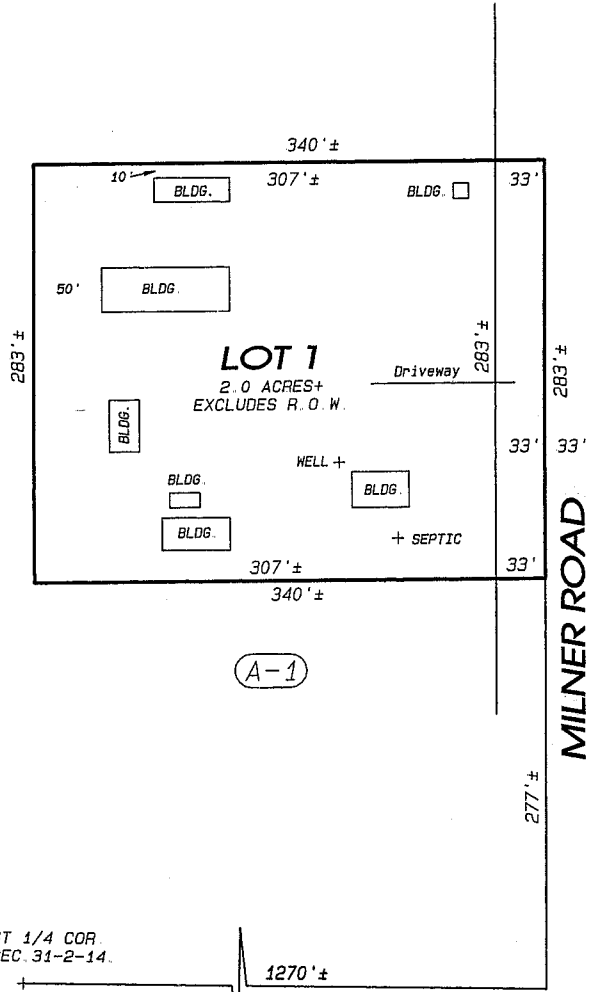 340'±
10'
307'±
33'
BLDG.
BLDG.
50'
BLDG.
283'±
LOT 1
2.0 ACRES±
EXCLUDES R.O.W.
Driveway
283'±
283'±
BLDG.
33'
33'
WELL
BLDG.
BLDG.
BLDG.
SEPTIC
307'±
33'
340'±
MILNER ROAD
A-1
277'±
T 1/4 COR.
EC.31-2-14.
1270'±